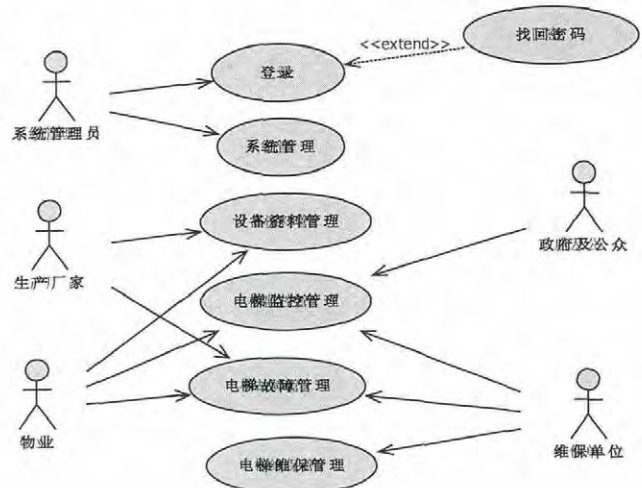 找回密码
<<extend>>
登录
系统管理员
系统管理
设备资料管理
政府及公众
生产厂家
电梯监控管理
电梯故障管理
物业
维保单位
电梯维保管理